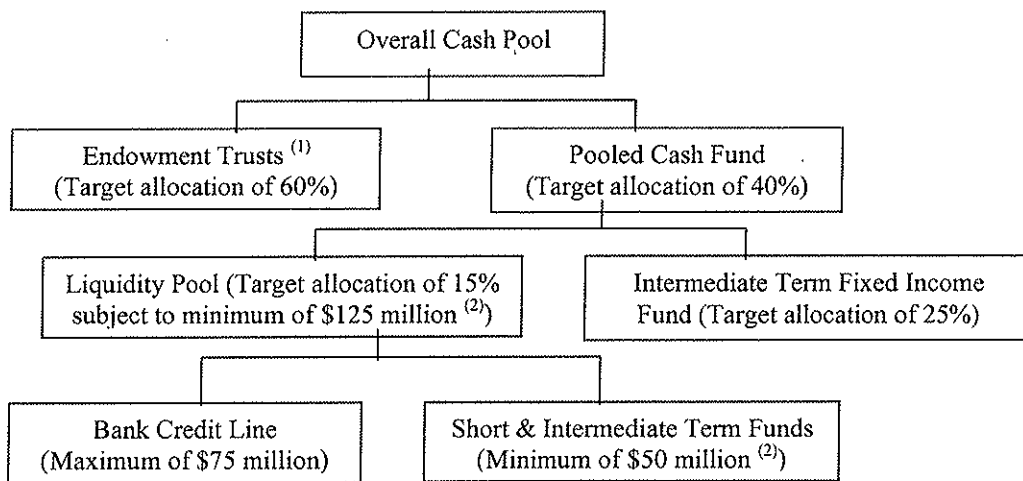 Overall Cash Pool
Endowment Trusts (1)
(Target allocation of 60%)
Pooled Cash Fund
(Target allocation of 40%)
Liquidity Pool (Target allocation of 15%
subject to minimum of $125 million (2))
Intermediate Term Fixed Income
Fund (Target allocation of 25%)
Bank Credit Line
(Maximum of $75 million)
Short & Intermediate Term Funds
(Minimum of $50 million (2))